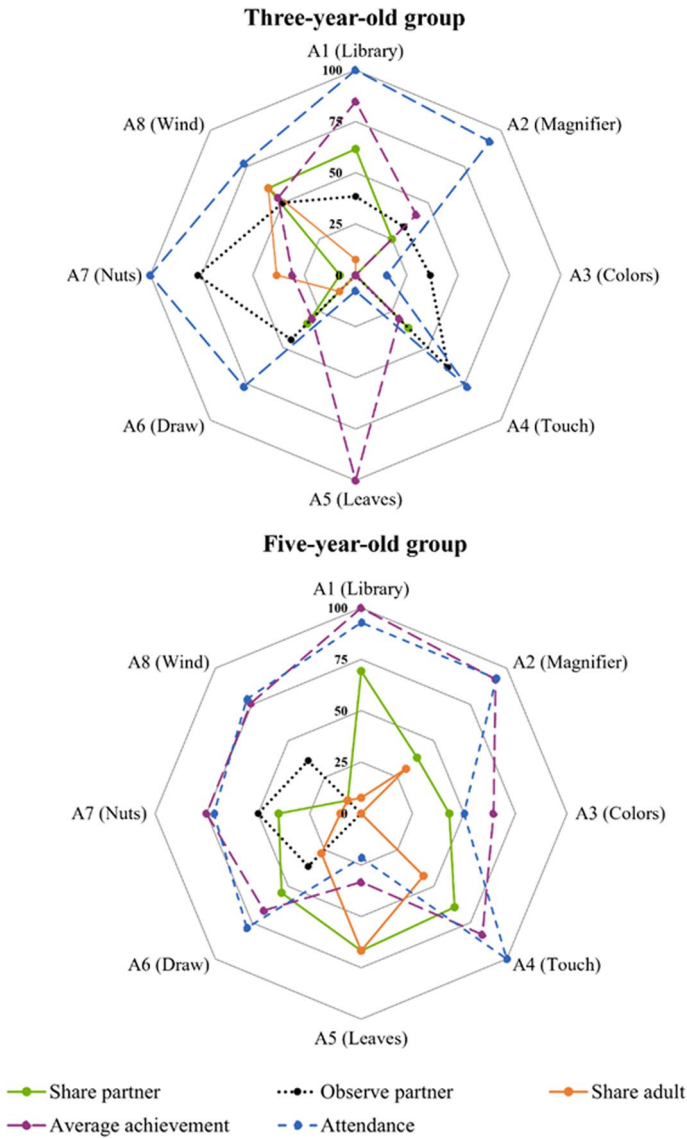 Three-year-old group
A1 (Library)
100
A8 (Wind)
A2 (Magnifier)
75
50
25
A7 (Nuts)
0
A3 (Colors)
A6 (Draw)
A4 (Touch)
A5 (Leaves)
Five-year-old group
A1 (Library)
100
A8 (Wind)
A2 (Magnifier)
75
50
25
A7 (Nuts)
0
A3 (Colors)
A6 (Draw)
A4 (Touch)
A5 (Leaves)
Share partner Observe partner Share adult
Average achievement Attendance